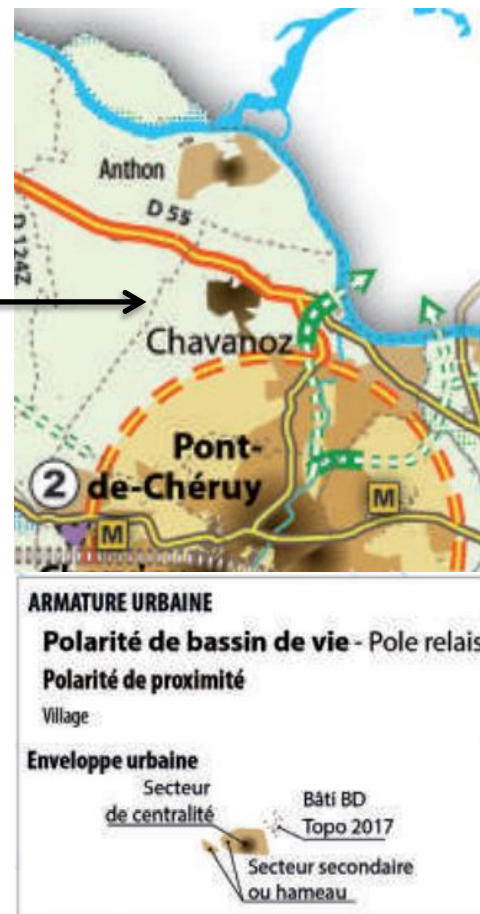 Anthon
D 55
D 124Z
Chavanoz
Pont-
2 de-Chéruy
M
M
ARMATURE URBAINE
Polarité de bassin de vie - Pole relais
Polarité de proximité
Village
Enveloppe urbaine
Secteur
de centralité
Bâti BD
Topo 2017
Secteur secondaire
ou hameau